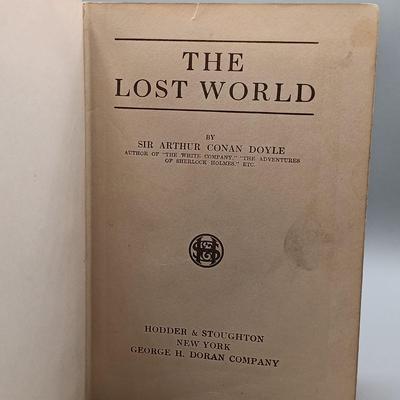 THE
LOST WORLD
BY
SIR ARTHUR CONAN DOYLE
AUTHOR OF "THE WHITE COMPANY," "THE ADVENTURES
OF SHERLOCK HOLMES," ETC.
H&S
HODDER & STOUGHTON
NEW YORK
GEORGE H. DORAN COMPANY